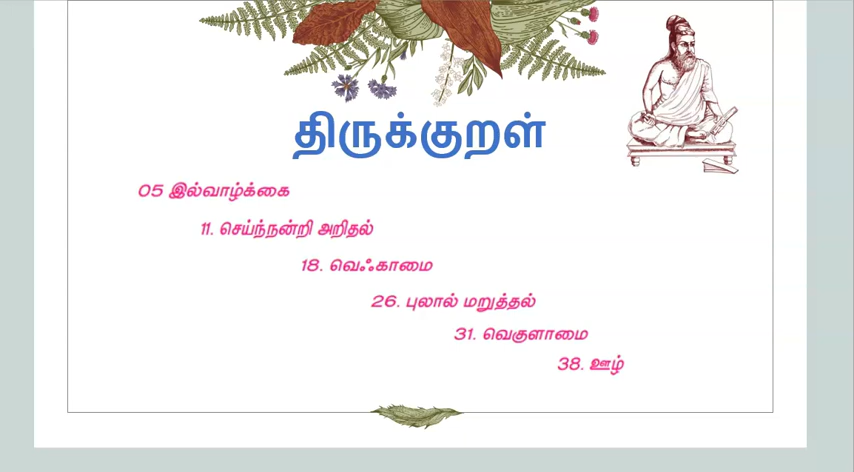 திருக்குறள்
05 இல்வாழ்க்கை
11. செய்ந்நன்றி அறிதல்
18. வெஃகாமை
26. புலால் மறுத்தல்
31. வெகுளாமை
38. ஊழ்